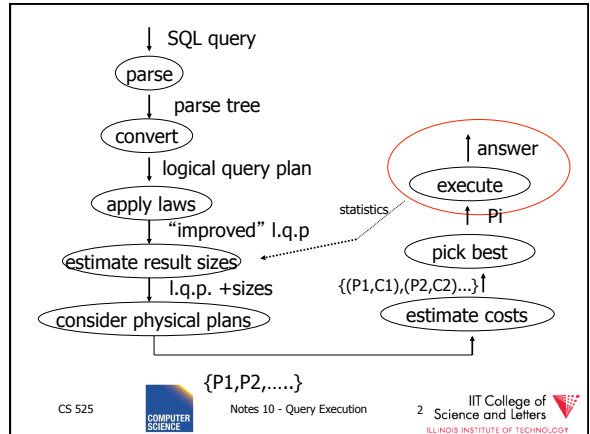 SQL query
parse
parse tree
convert
logical query plan
apply laws
“improved” l.q.p
estimate result sizes
l.q.p. +sizes
consider physical plans
{P1,P2,…..}
estimate costs
{(P1,C1),(P2,C2)...}
pick best
Pi
execute
answer
statistics
CS 525
COMPUTER
SCIENCE
Notes 10 - Query Execution
2
IIT College of
Science and Letters
ILLINOIS INSTITUTE OF TECHNOLOGY